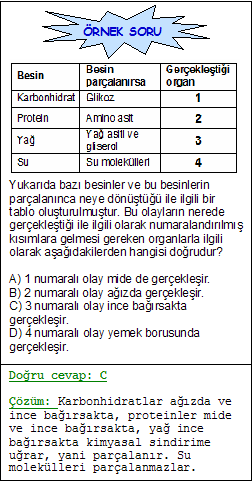 ÖRNEK SORU
Besin Besin parçalanırsa Gerçekleştiği organ
Karbonhidrat Glikoz 1
Protein Amino asit 2
Yağ Yağ asiti ve gliserol 3
Su Su molekülleri 4
Yukarıda bazı besinler ve bu besinlerin
parçalanınca neye dönüştüğü ile ilgili bir
tablo oluşturulmuştur. Bu olayların nerede
gerçekleştiği ile ilgili olarak numaralandırılmış
kısımlara gelmesi gereken organlarla ilgili
olarak aşağıdakilerden hangisi doğrudur?
A) 1 numaralı olay mide de gerçekleşir.
B) 2 numaralı olay ağızda gerçekleşir.
C) 3 numaralı olay ince bağırsakta
gerçekleşir.
D) 4 numaralı olay yemek borusunda
gerçekleşir.
Doğru cevap: C
Çözüm: Karbonhidratlar ağızda ve
ince bağırsakta, proteinler mide
ve ince bağırsakta, yağ ince
bağırsakta kimyasal sindirime
uğrar, yani parçalanır. Su
molekülleri parçalanmazlar.